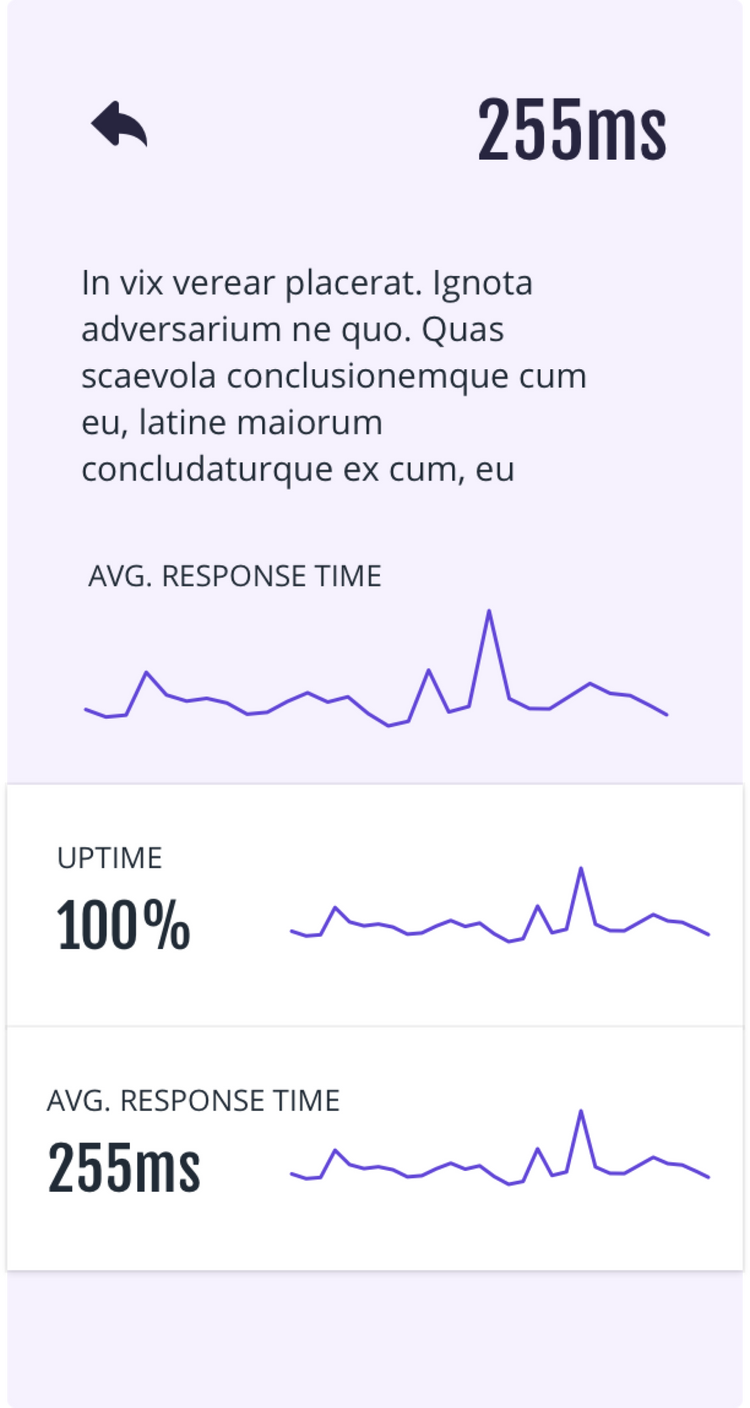 255ms
In vix verear placerat. Ignota
adversarium ne quo. Quas
scaevola conclusionemque cum
eu, latine maiorum
concludaturque ex cum, eu
AVG. RESPONSE TIME
UPTIME
100%
AVG. RESPONSE TIME
255ms